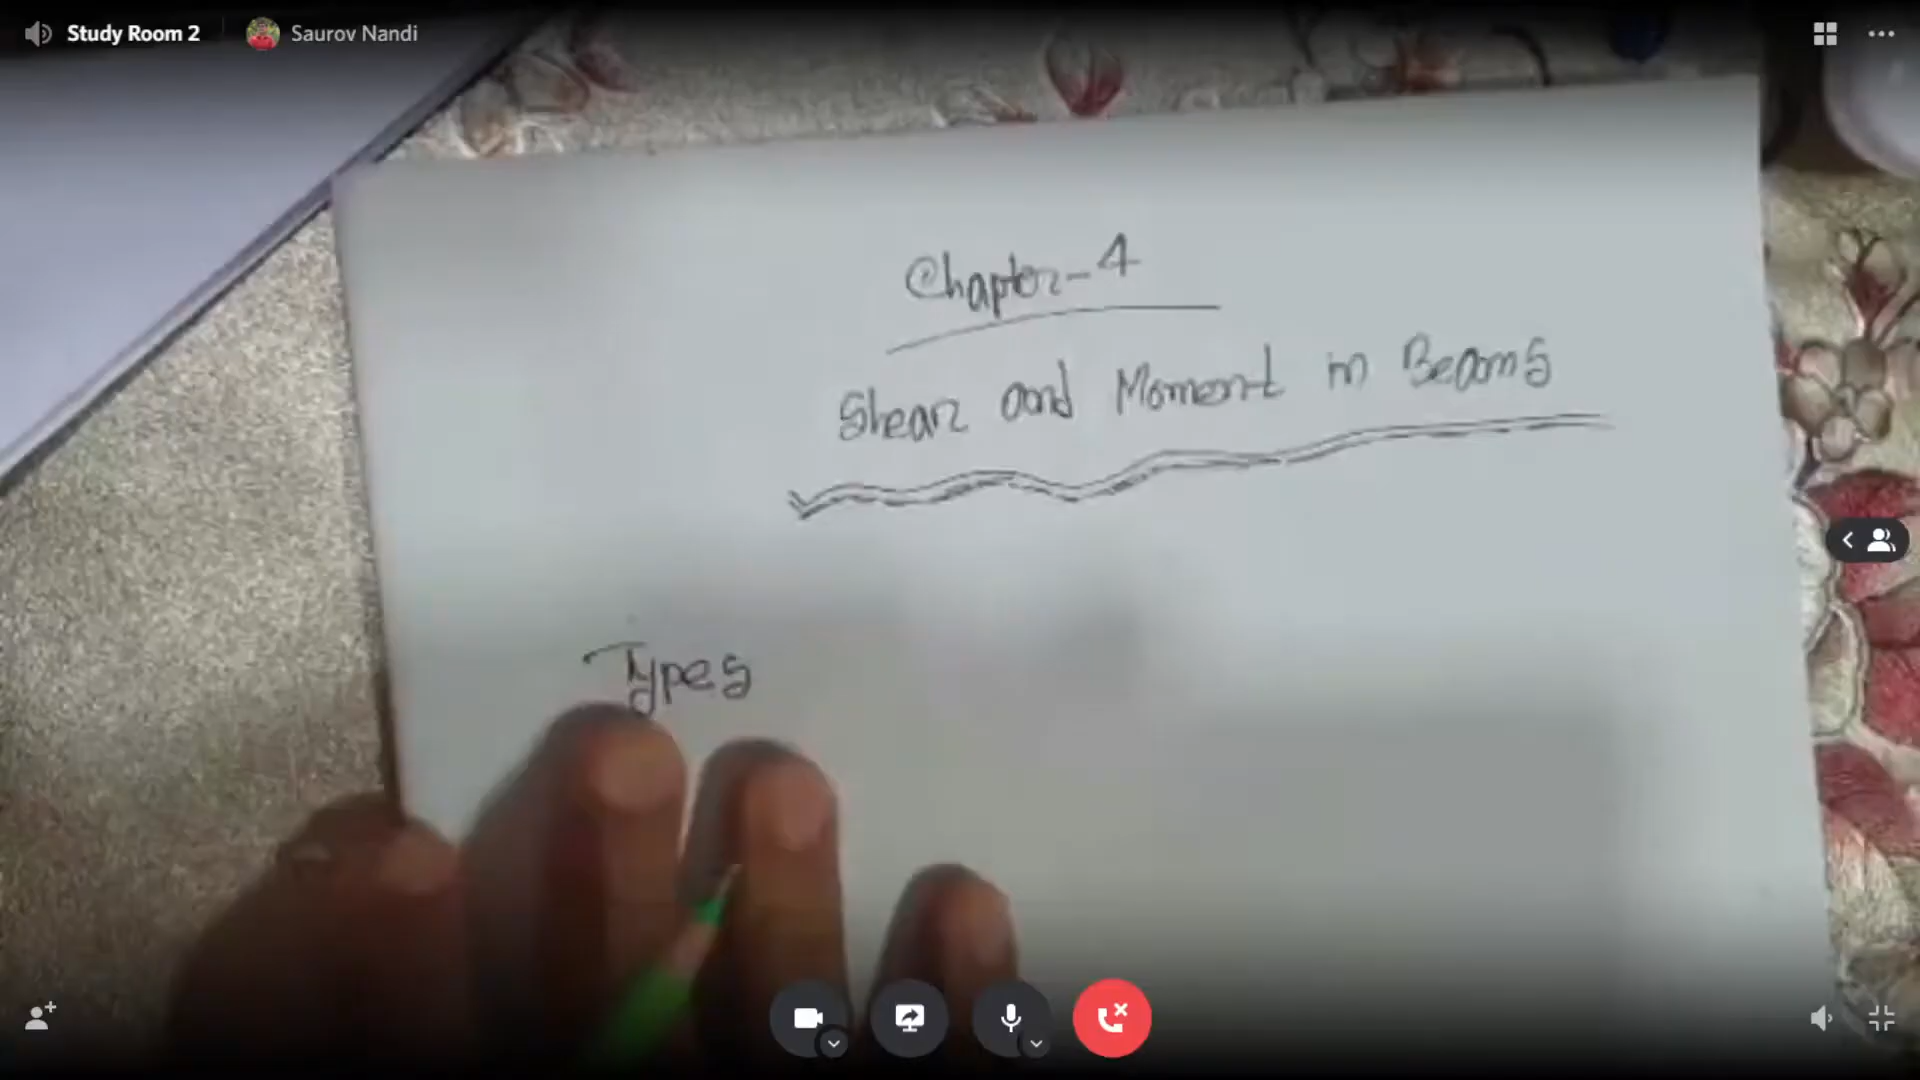 Study Room 2 Saurov Nandi
Chapter-4
Shear and Moment in Beams
Types